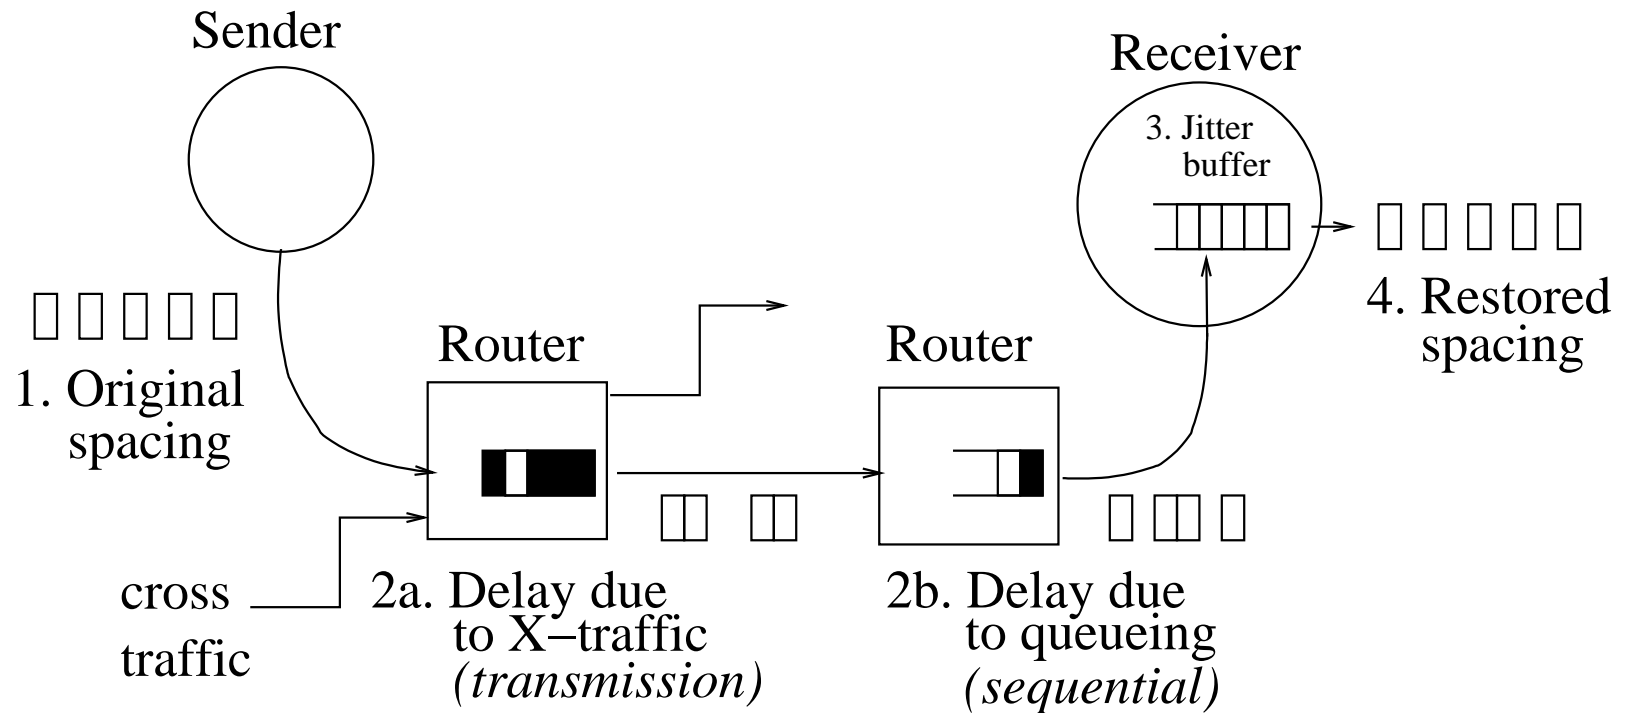 Sender
Receiver
3. Jitter
buffer
4. Restored
spacing
Router
Router
1. Original
spacing
cross
traffic
2a. Delay due
to X–traffic
(transmission)
2b. Delay due
to queueing
(sequential)